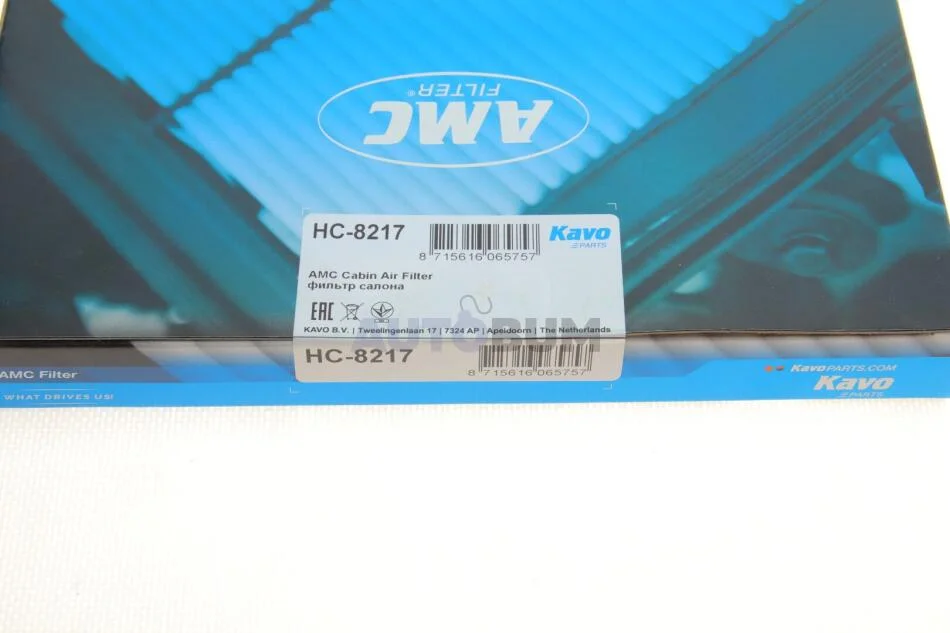 AMC
FILTER®
HC-8217
8 715616 065757
Kavo
PARTS
AMC Cabin Air Filter
фильтр салона
EAC
KAVO B.V. | Tweelingenlaan 17 | 7324 AP | Apeldoorn | The Netherlands
AUTOBUM
HC-8217
8 715616 065757
AMC Filter
WHAT DRIVES US!
KavoPARTS.COM
Kavo
PARTS